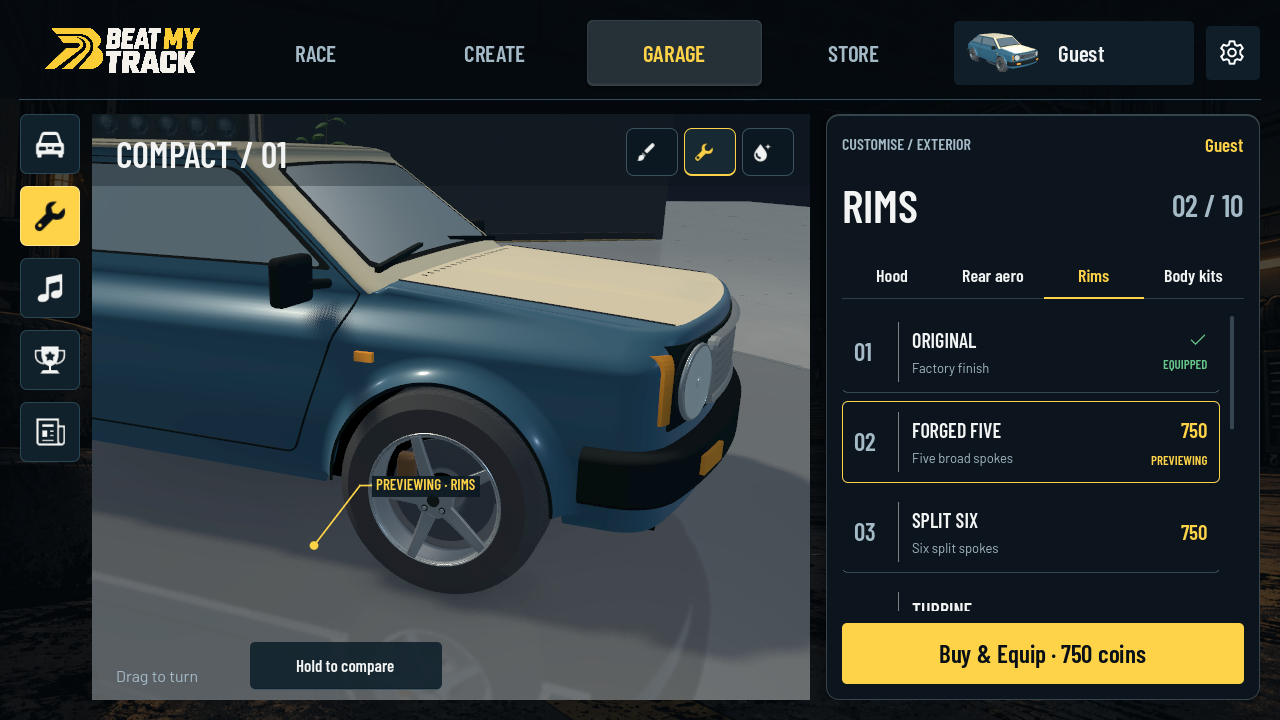 BEAT MY TRACK
RACE
CREATE
GARAGE
STORE
Guest
COMPACT / 01
CUSTOMISE / EXTERIOR
Guest
RIMS
02 / 10
Hood
Rear aero
Rims
Body kits
01
ORIGINAL
Factory finish
EQUIPPED
02
FORGED FIVE
Five broad spokes
750
PREVIEWING
03
SPLIT SIX
Six split spokes
750
TURBINE
PREVIEWING · RIMS
Drag to turn
Hold to compare
Buy & Equip · 750 coins